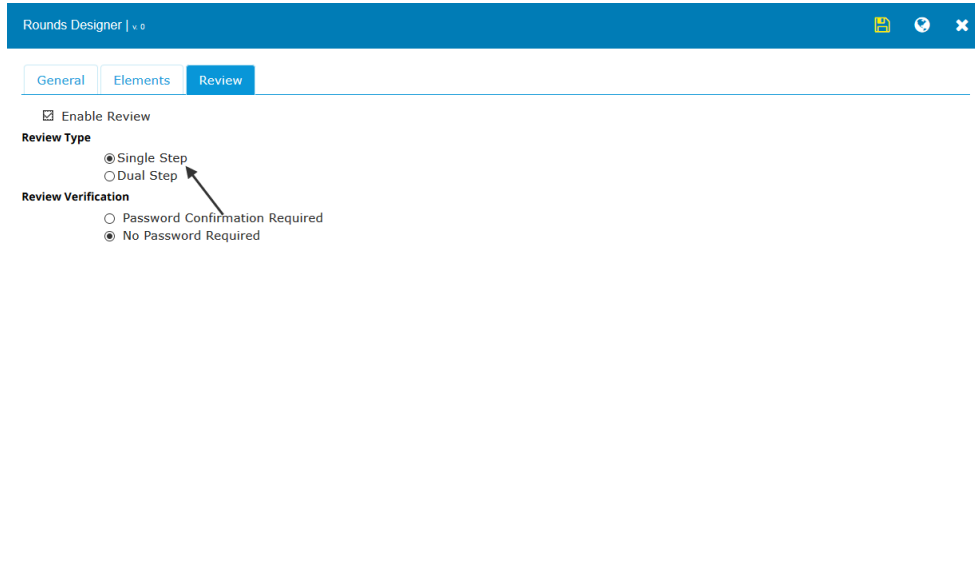 Rounds Designer | v. 0
General Elements Review
Enable Review
Review Type
Single Step
Dual Step
Review Verification
Password Confirmation Required
No Password Required